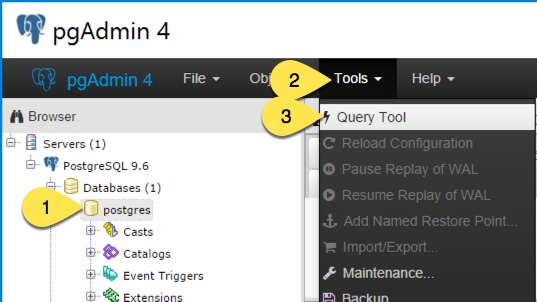 pgAdmin 4
pgAdmin 4 File Tools Help
2
Browser
3 Query Tool
Servers (1)
Reload Configuration
PostgreSQL 9.6
Pause Replay of WAL
Databases (1)
Resume Replay of WAL
1 postgres
Add Named Restore Point...
Casts
Import/Export...
Catalogs
Event Triggers
Maintenance...
Extensions
Backup